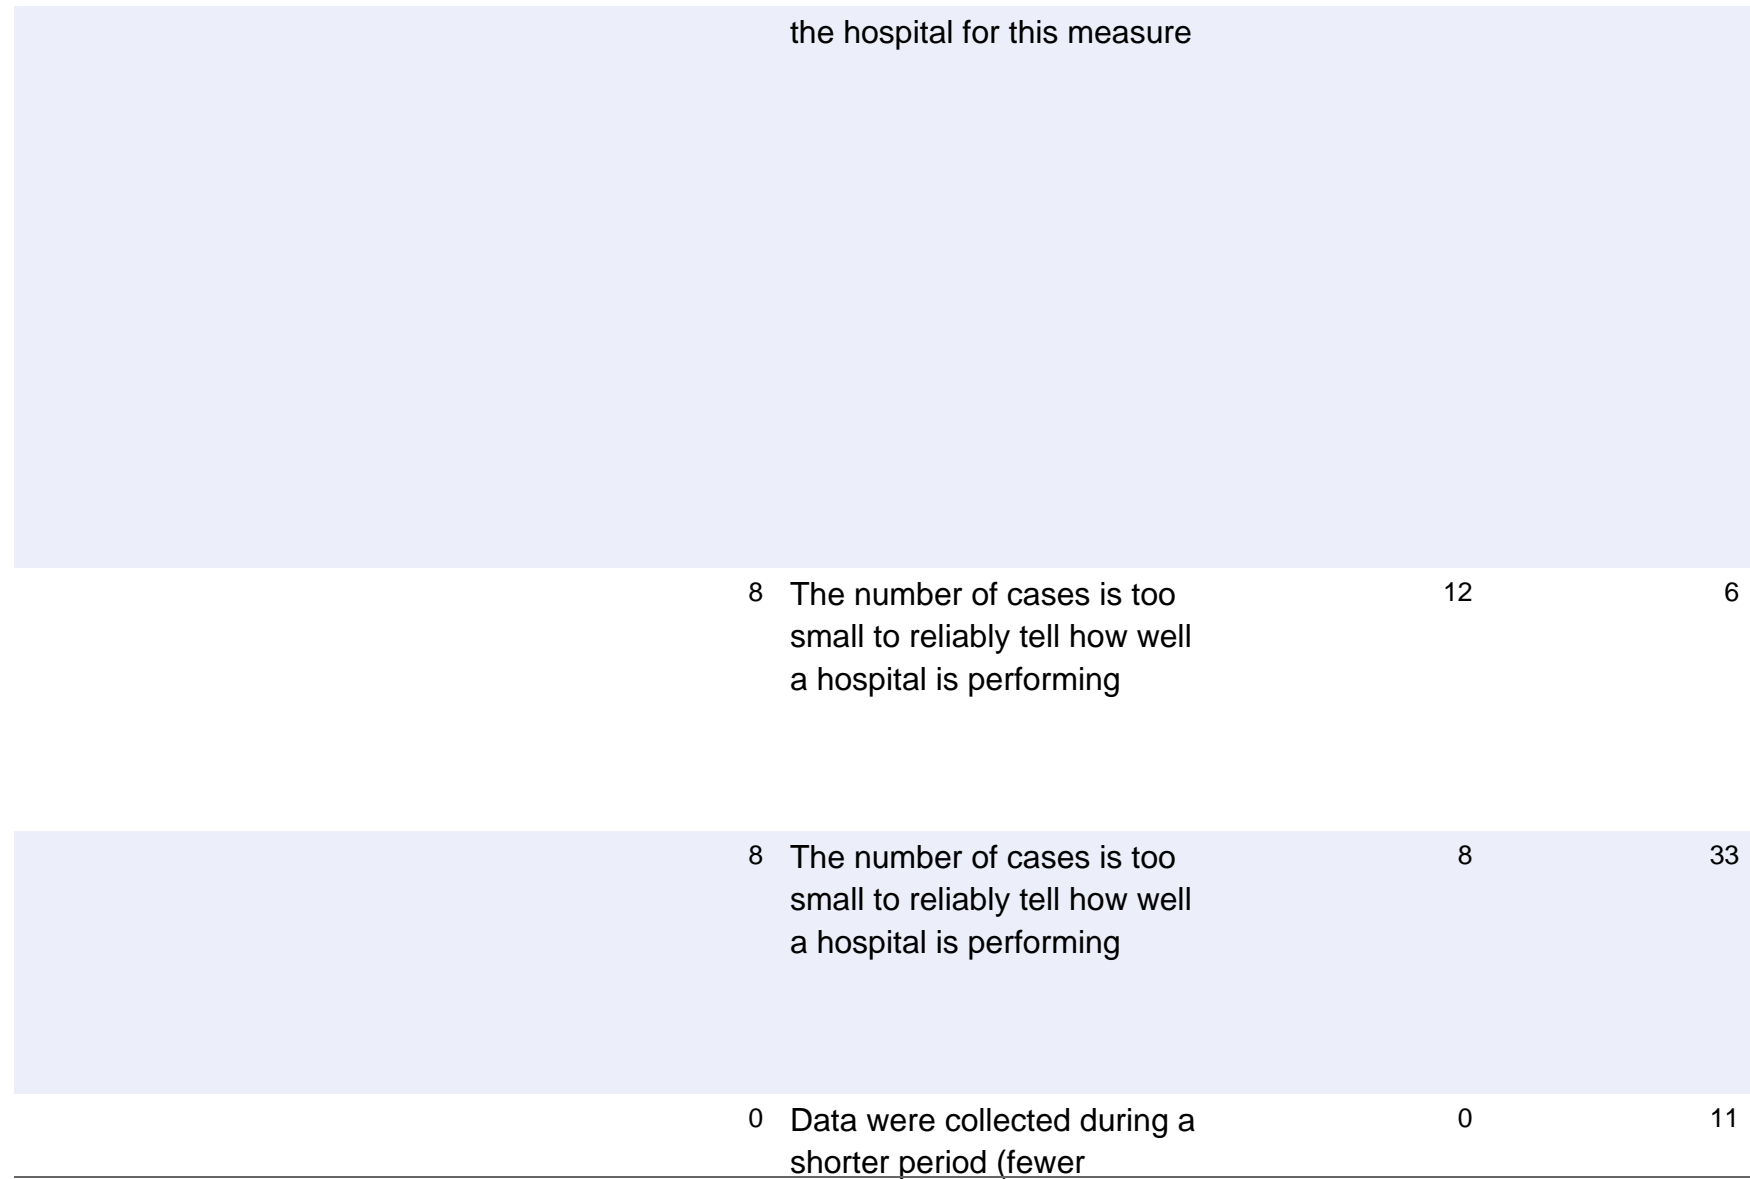 the hospital for this measure
8 The number of cases is too 12 6
small to reliably tell how well
a hospital is performing
8 The number of cases is too 8 33
small to reliably tell how well
a hospital is performing
0 Data were collected during a 0 11
shorter period (fewer